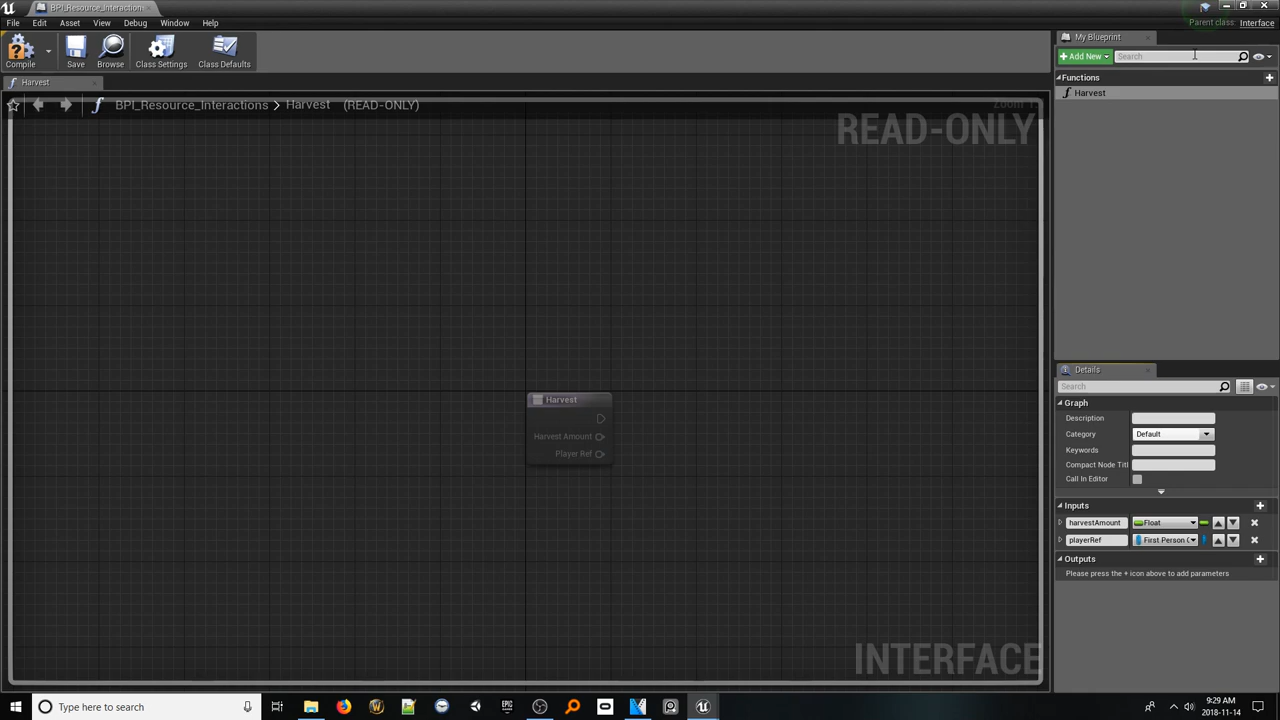 BPI_Resource_Interactions
File Edit Asset View Debug Window Help
Parent class: Interface
Compile Save Browse Class Settings Class Defaults
My Blueprint
Add New Search
Harvest
Functions
Harvest
BPI_Resource_Interactions > Harvest (READ-ONLY)
READ-ONLY
Harvest
Harvest Amount
Player Ref
INTERFACE
Details
Search
Graph
Description
Category Default
Keywords
Compact Node Titl
Call In Editor
Inputs
harvestAmount Float
playerRef First Person C
Outputs
Please press the + icon above to add parameters
Type here to search
9:29 AM
2018-11-14